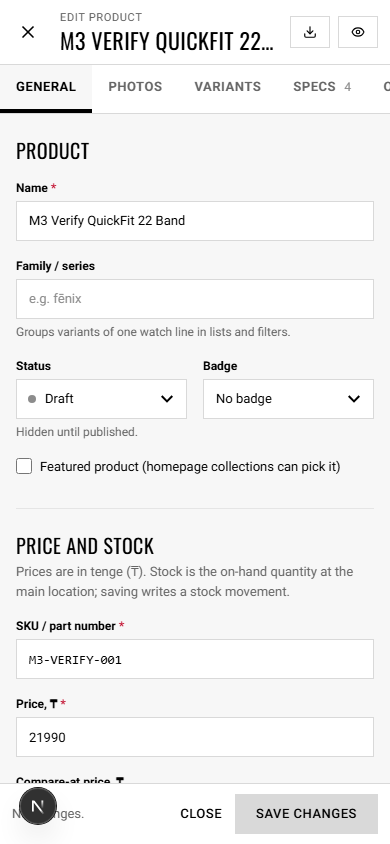 EDIT PRODUCT
M3 VERIFY QUICKFIT 22...
GENERAL PHOTOS VARIANTS SPECS 4
PRODUCT
Name *
M3 Verify QuickFit 22 Band
Family / series
e.g. fēnix
Groups variants of one watch line in lists and filters.
Status Badge
Draft No badge
Hidden until published.
Featured product (homepage collections can pick it)
PRICE AND STOCK
Prices are in tenge (₸). Stock is the on-hand quantity at the
main location; saving writes a stock movement.
SKU / part number *
M3-VERIFY-001
Price, ₸ *
21990
Compare-at price, ₸
N CLOSE SAVE CHANGES